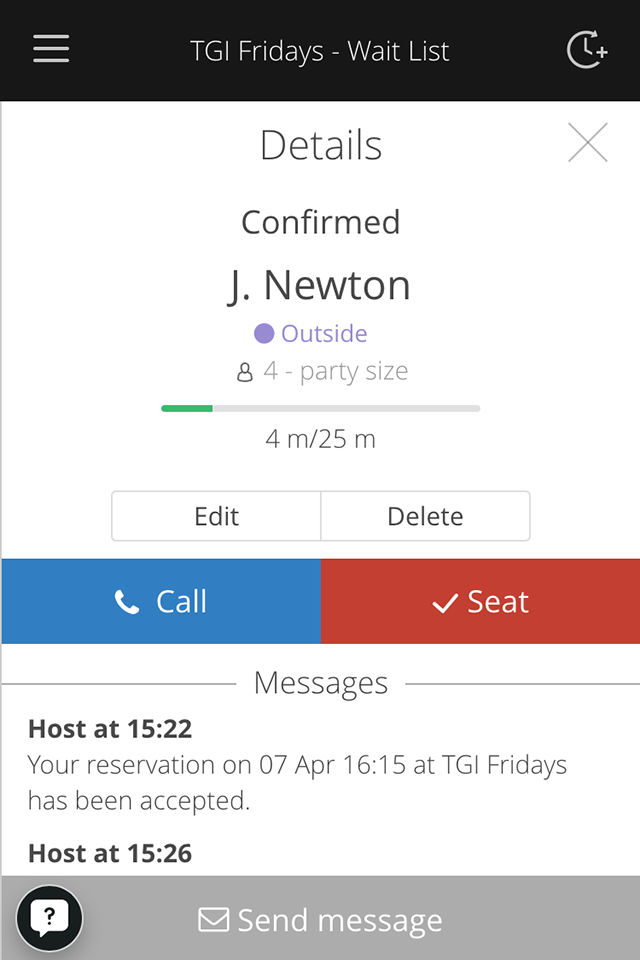 TGI Fridays - Wait List
Details
Confirmed
J. Newton
Outside
4 - party size
4 m/25 m
Edit
Delete
Call
Seat
Messages
Host at 15:22
Your reservation on 07 Apr 16:15 at TGI Fridays
has been accepted.
Host at 15:26
?
Send message